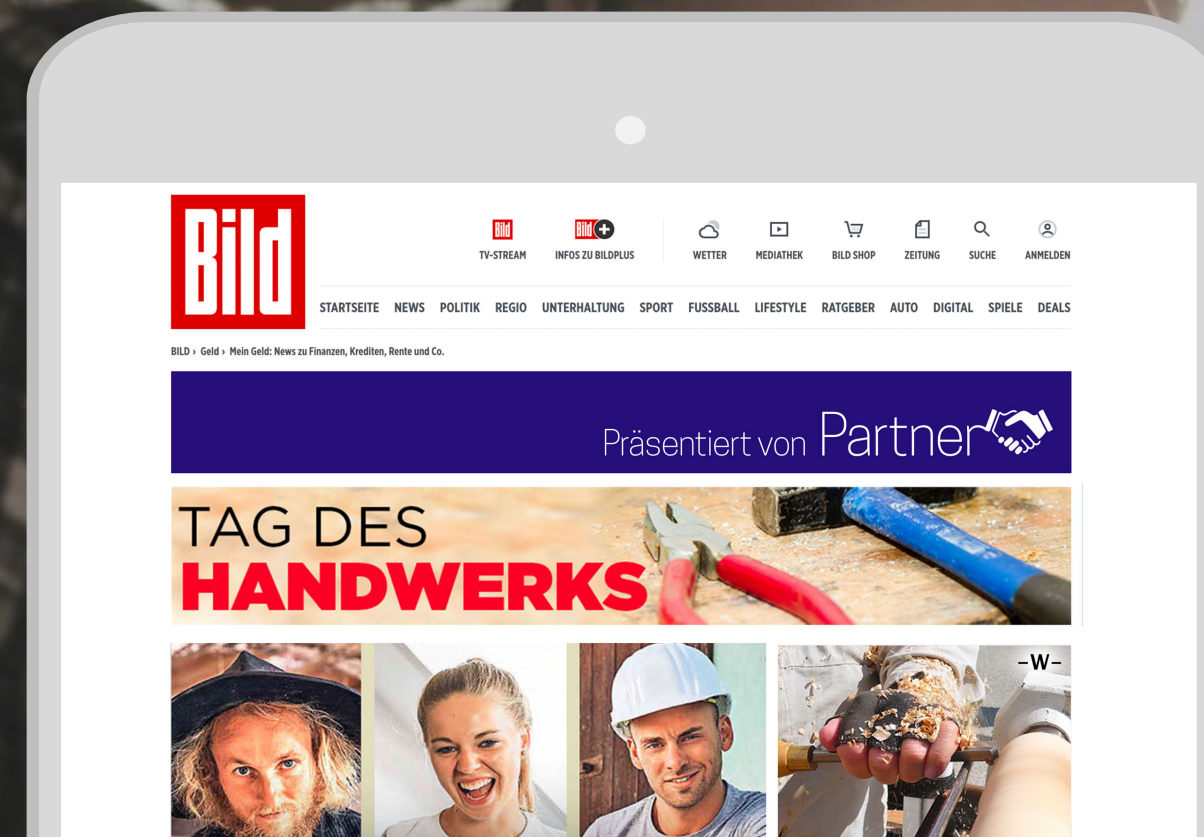 Bild
Bild
Bild
TV-STREAM
INFOS ZU BILDPLUS
WETTER
MEDIATHEK
BILD SHOP
ZEITUNG
SUCHE
ANMELDEN
STARTSEITE NEWS POLITIK REGIO UNTERHALTUNG SPORT FUSSBALL LIFESTYLE RATGEBER AUTO DIGITAL SPIELE DEALS
BILD › Geld › Mein Geld: News zu Finanzen, Krediten, Rente und Co.
Präsentiert von Partner
TAG DES
HANDWERKS
–W–